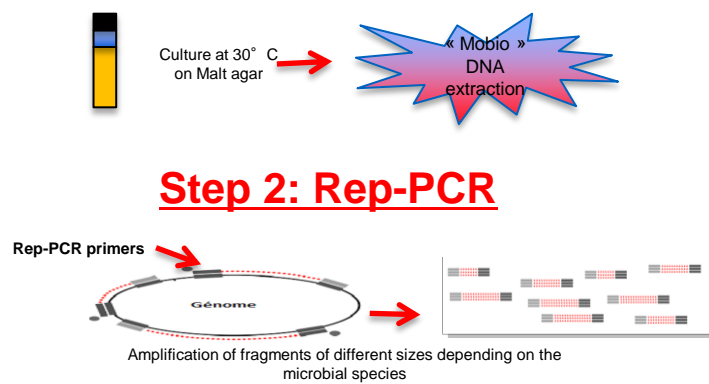 Culture at 30° C
on Malt agar
« Mobio »
DNA
extraction
Step 2: Rep-PCR
Rep-PCR primers
Génome
Amplification of fragments of different sizes depending on the
microbial species